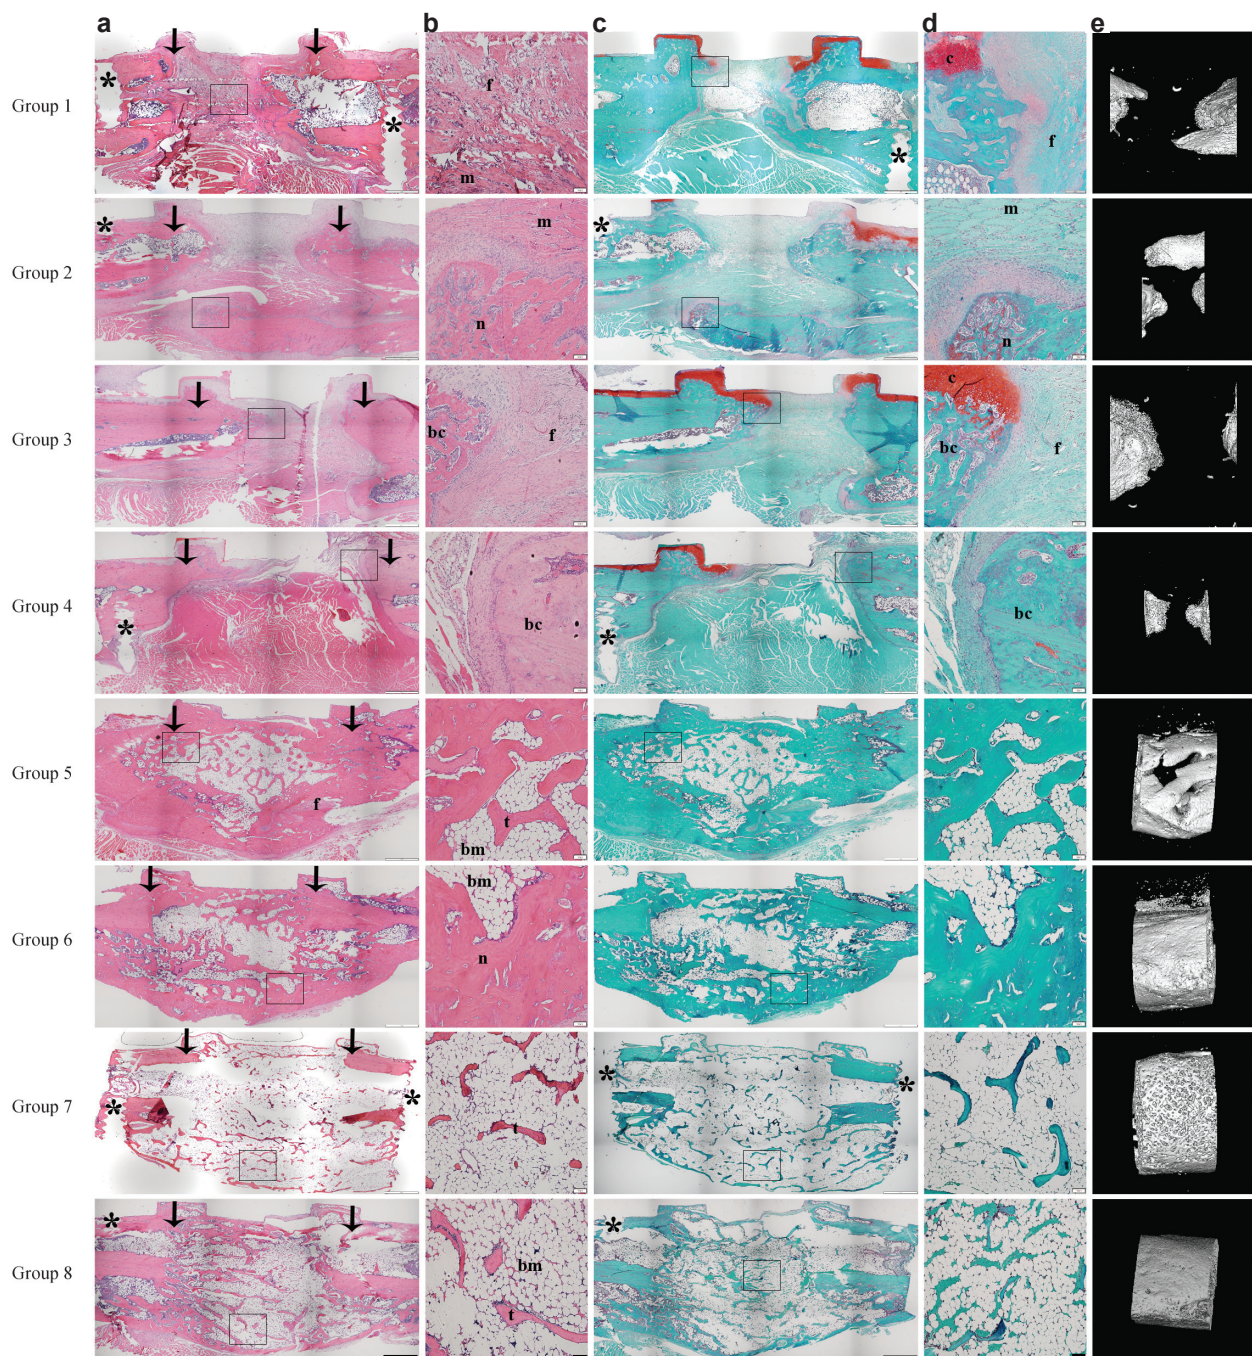 a b c d e
Group 1
* * f m * c f
Group 2
* m n * m n
Group 3
bc f c bc f
Group 4
* bc * bc
Group 5
f t bm
Group 6
bm n
Group 7
* * t * *
Group 8
* bm t *